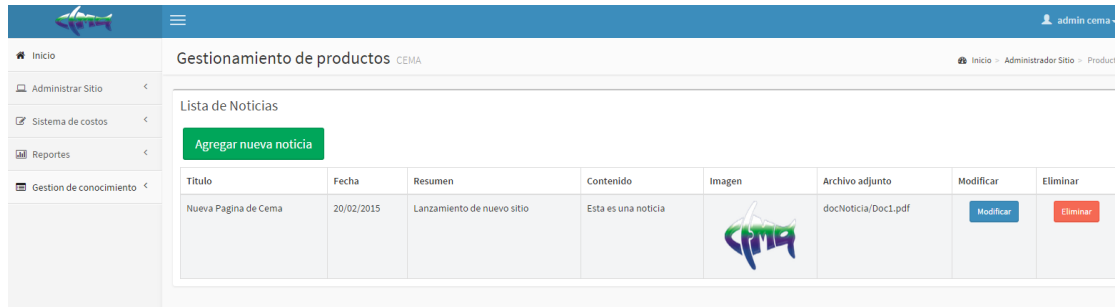 admin cema
Inicio
Gestionamiento de productos CEMA
Inicio > Administrador Sitio > Product
Administrar Sitio
Sistema de costos
Reportes
Gestion de conocimiento
Lista de Noticias
Agregar nueva noticia
Titulo Fecha Resumen Contenido Imagen Archivo adjunto Modificar Eliminar
Nueva Pagina de Cema 20/02/2015 Lanzamiento de nuevo sitio Esta es una noticia docNoticia/Doc1.pdf Modificar Eliminar